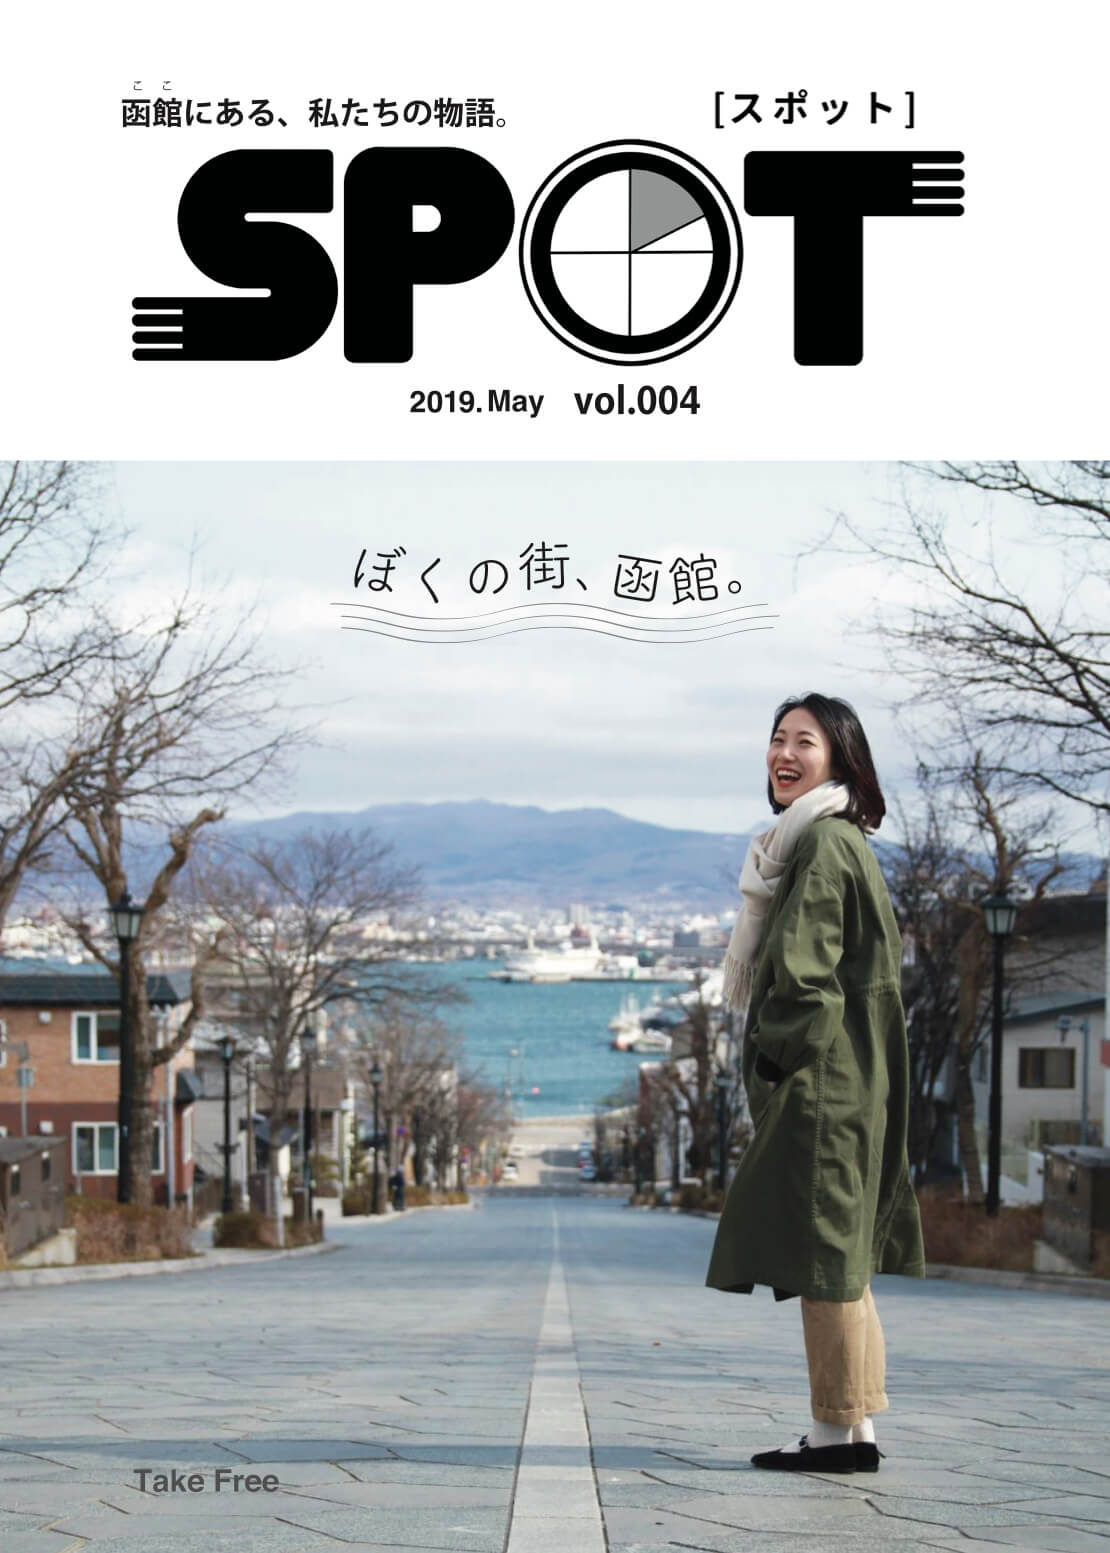 ここ
函館にある、私たちの物語。
[スポット]
SPOT
2019.May vol.004
ぼくの街、函館。
Take Free